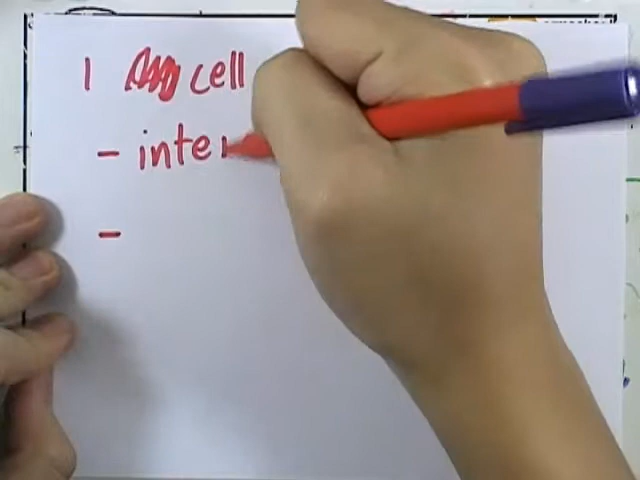 1 cell
- inte
-